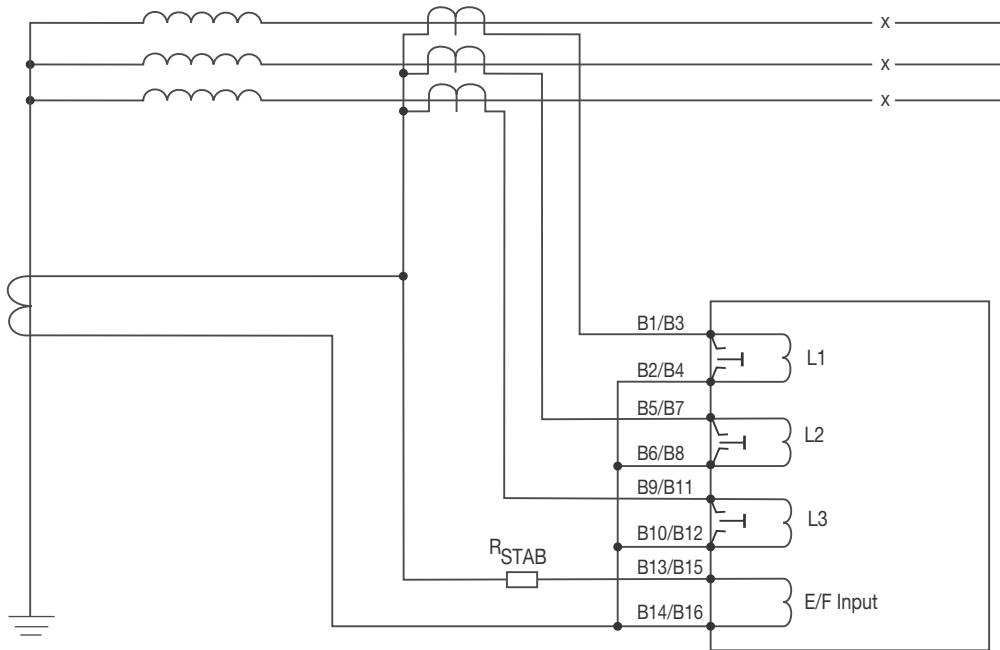 x
x
x
B1/B3
L1
B2/B4
B5/B7
L2
B6/B8
B9/B11
L3
B10/B12
RSTAB
B13/B15
E/F Input
B14/B16